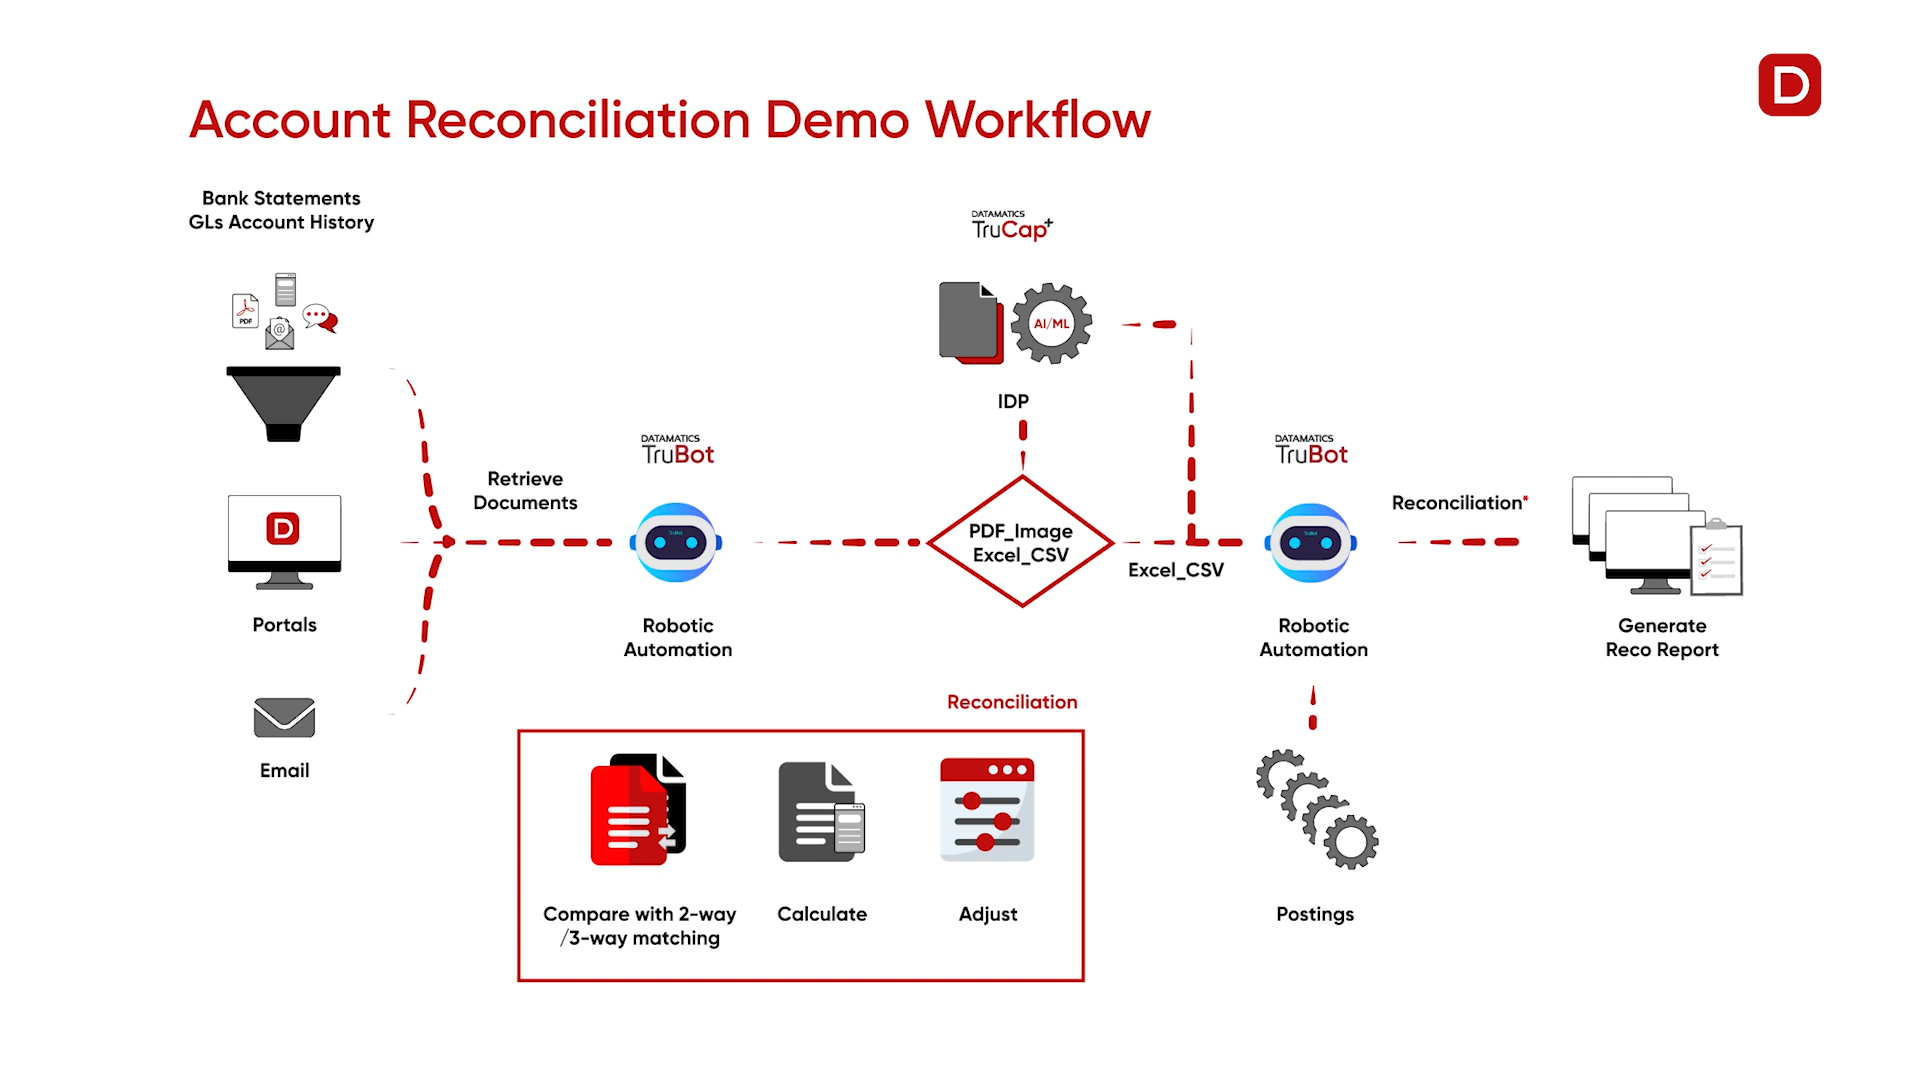 Account Reconciliation Demo Workflow
D
Bank Statements
GLs Account History
PDF
@
D
Portals
Email
Retrieve
Documents
DATAMATICS
TruBot
Robotic
Automation
DATAMATICS
TruCap+
AI/ML
IDP
PDF_Image
Excel_CSV
Excel_CSV
DATAMATICS
TruBot
Robotic
Automation
Reconciliation*
Generate
Reco Report
Reconciliation
Compare with 2-way
/3-way matching
Calculate
Adjust
Postings